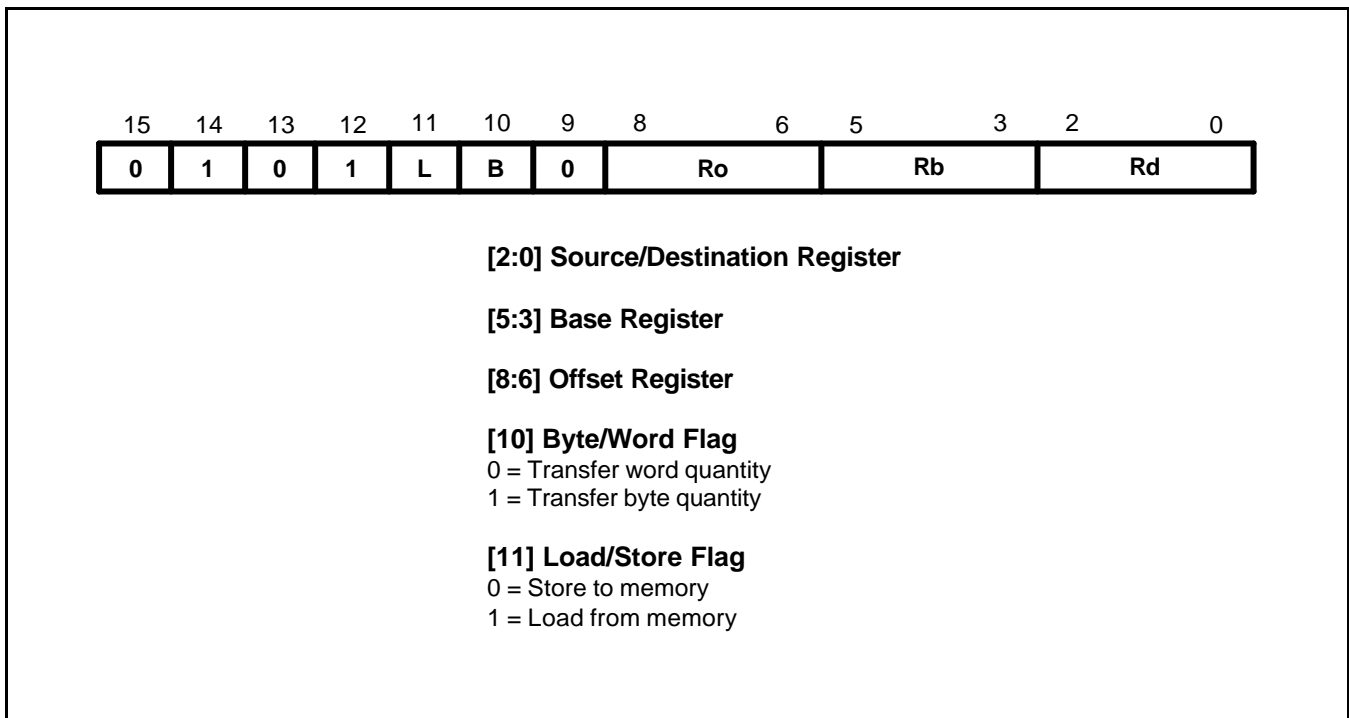 15 14 13 12 11 10 9 8 6 5 3 2 0
0 1 0 1 L B 0 Ro Rb Rd
[2:0] Source/Destination Register
[5:3] Base Register
[8:6] Offset Register
[10] Byte/Word Flag
0 = Transfer word quantity
1 = Transfer byte quantity
[11] Load/Store Flag
0 = Store to memory
1 = Load from memory